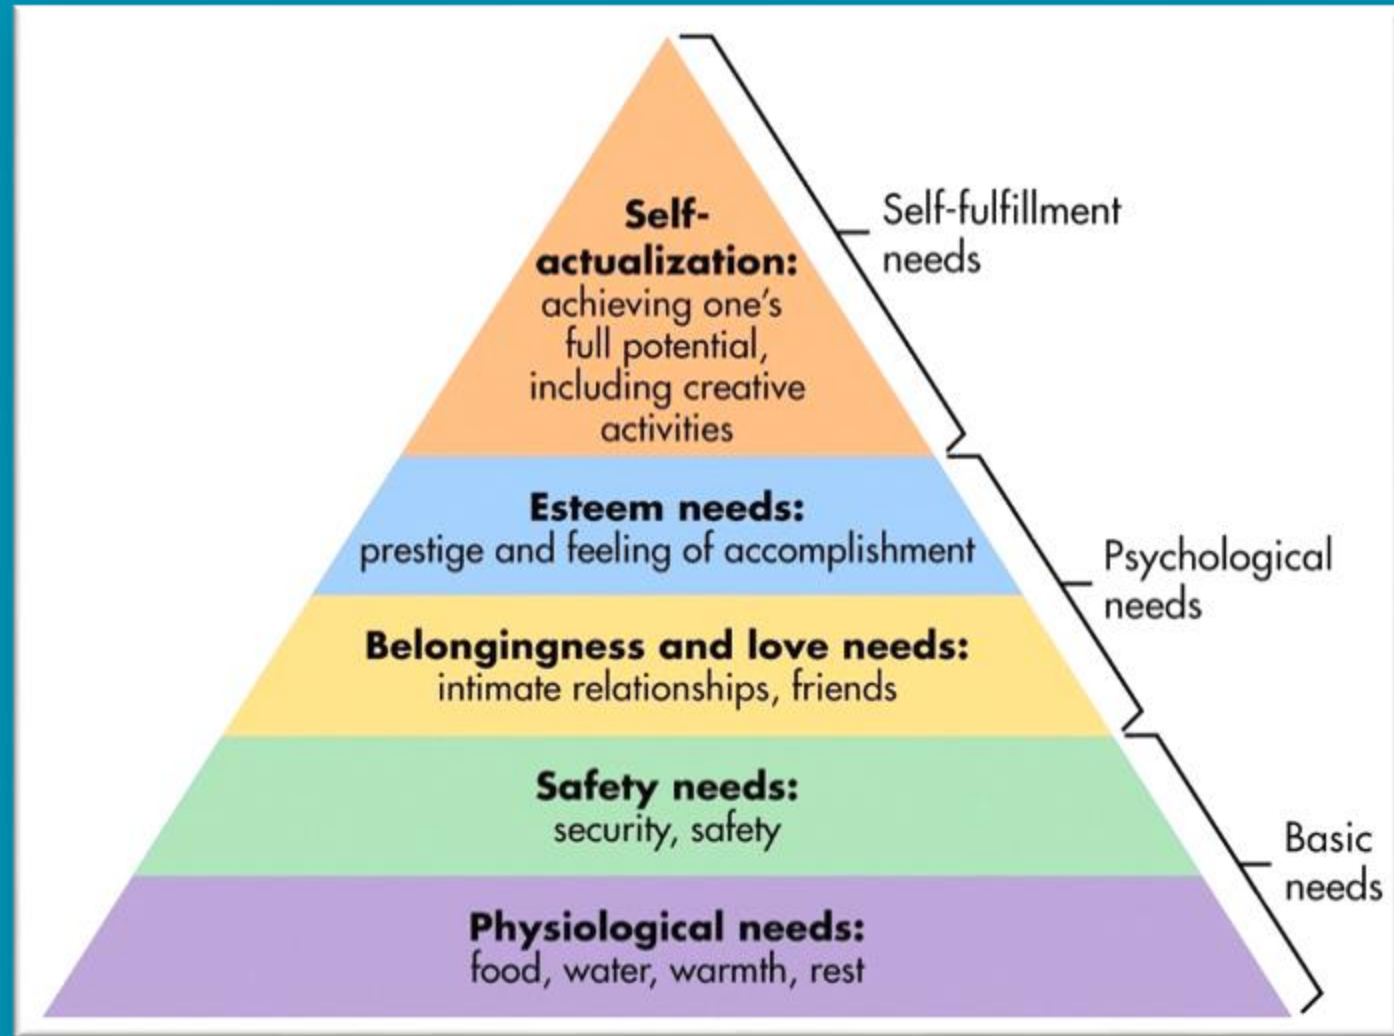 Self-
actualization:
achieving one's
full potential,
including creative
activities
Self-fulfillment
needs
Esteem needs:
prestige and feeling of accomplishment
Psychological
needs
Belongingness and love needs:
intimate relationships, friends
Safety needs:
security, safety
Basic
needs
Physiological needs:
food, water, warmth, rest